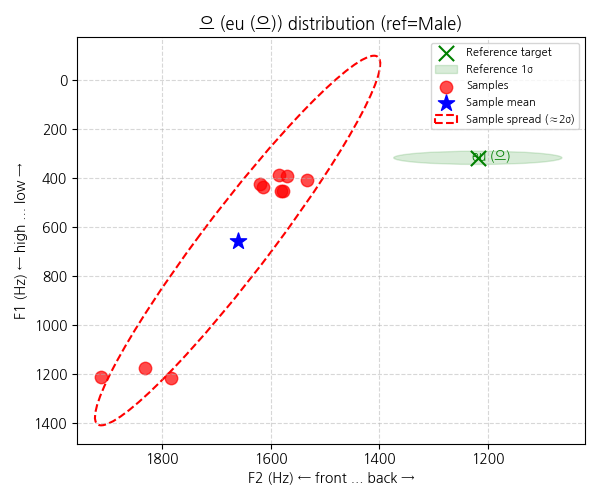 으 (eu (으)) distribution (ref=Male)
Reference target
Reference 1σ
Samples
Sample mean
Sample spread (≈2σ)
eu (으)
0
200
400
600
800
1000
1200
1400
F1 (Hz) ← high ... low →
1800
1600
1400
1200
F2 (Hz) ← front ... back →